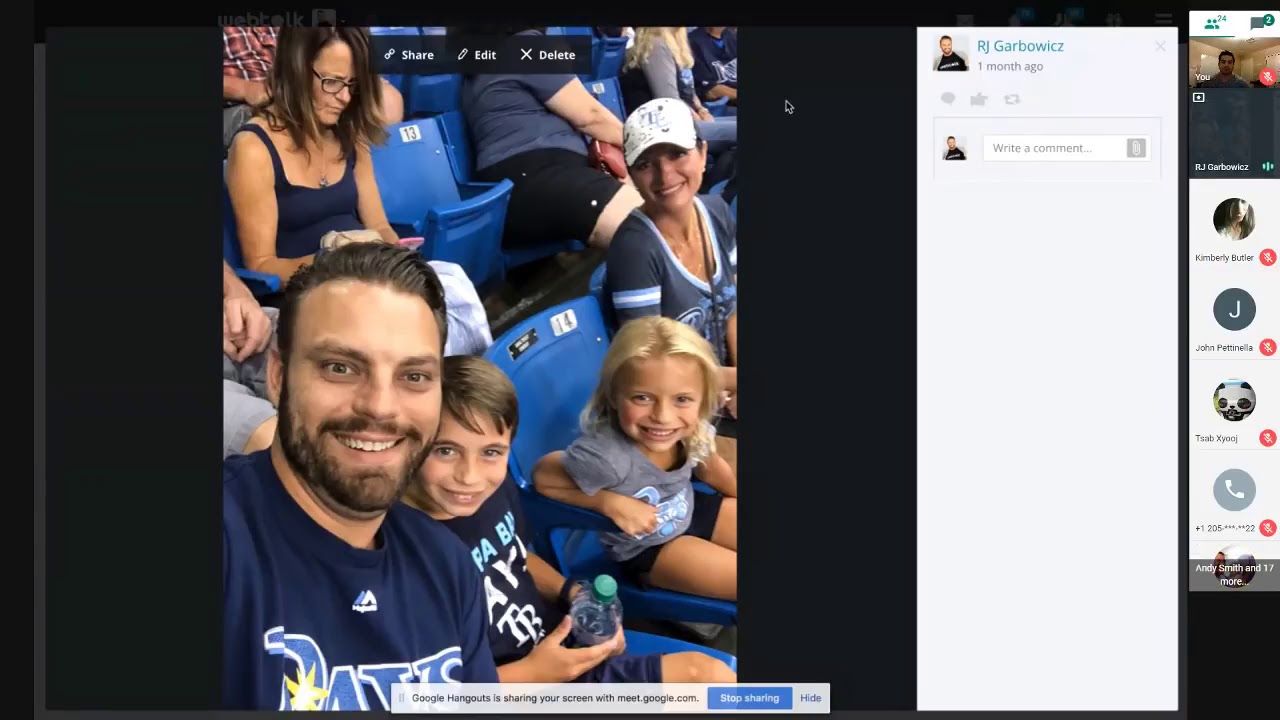 webtalk
Share
Edit
Delete
RJ Garbowicz
1 month ago
Write a comment...
24
2
You
RJ Garbowicz
Kimberly Butler
J
John Pettinella
Tsab Xyooj
+1 205-***-**22
Andy Smith and 17
more...
13
14
TB
RAYS
Google Hangouts is sharing your screen with meet.google.com.
Stop sharing
Hide